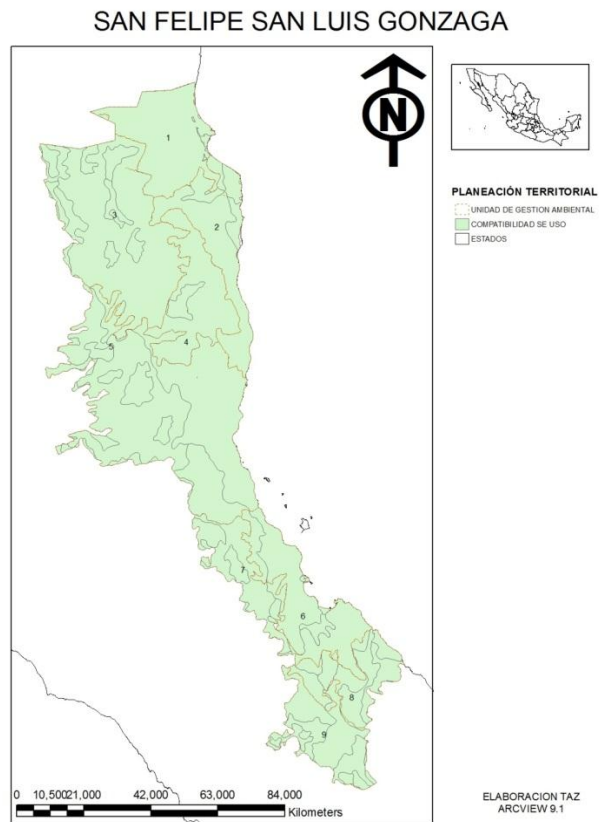 SAN FELIPE SAN LUIS GONZAGA
N
1
3
2
5
4
7
6
8
9
PLANEACIÓN TERRITORIAL
UNIDAD DE GESTION AMBIENTAL
COMPATIBILIDAD SE USO
ESTADOS
0 10,50021,000 42,000 63,000 84,000
Kilometers
ELABORACION TAZ
ARCVIEW 9.1